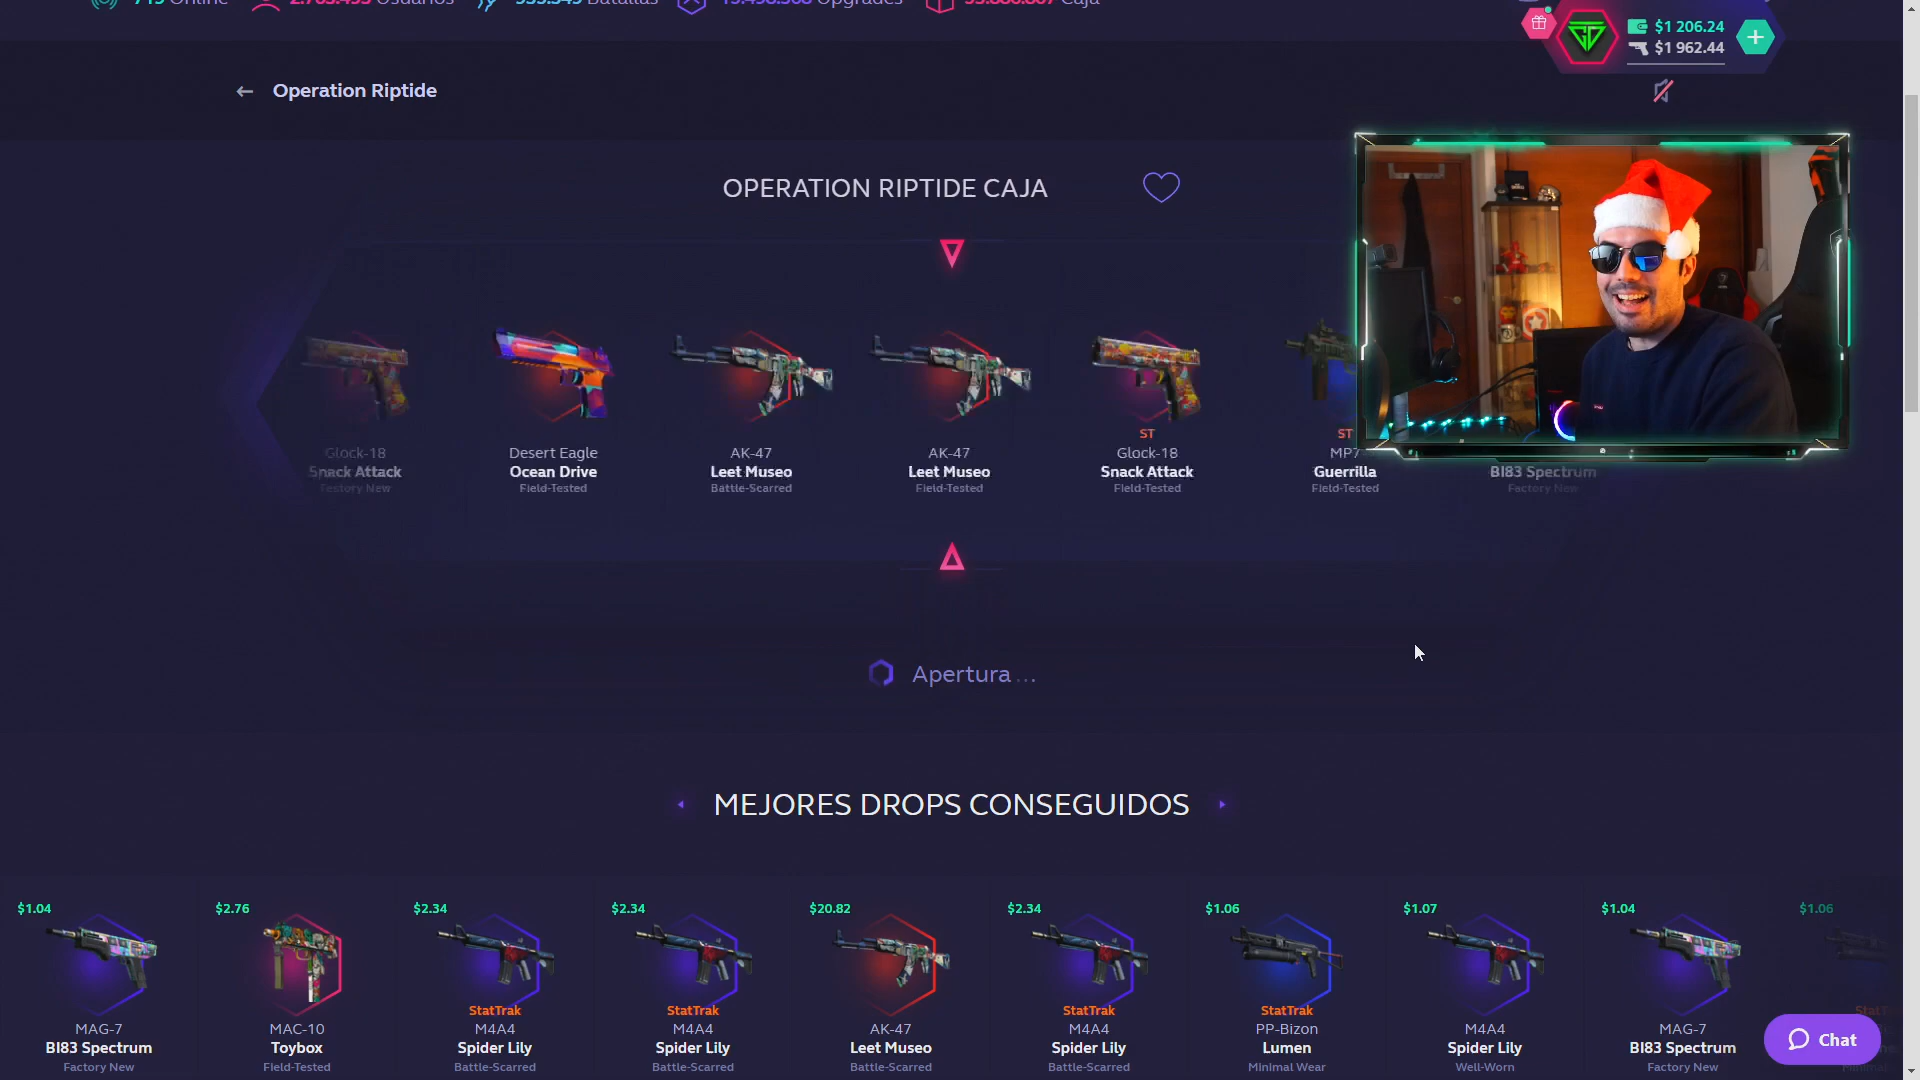 Operation Riptide
$1 206.24
$1 962.44
OPERATION RIPTIDE CAJA
Glock-18
Snack Attack
Factory New
Desert Eagle
Ocean Drive
Field-Tested
AK-47
Leet Museo
Battle-Scarred
AK-47
Leet Museo
Field-Tested
ST
Glock-18
Snack Attack
Field-Tested
ST
MP7
Guerrilla
Field-Tested
BI83 Spectrum
Factory New
Apertura...
MEJORES DROPS CONSEGUIDOS
$1.04
MAG-7
BI83 Spectrum
Factory New
$2.76
MAC-10
Toybox
Field-Tested
$2.34
StatTrak
M4A4
Spider Lily
Battle-Scarred
$2.34
StatTrak
M4A4
Spider Lily
Battle-Scarred
$20.82
AK-47
Leet Museo
Battle-Scarred
$2.34
StatTrak
M4A4
Spider Lily
Battle-Scarred
$1.06
StatTrak
PP-Bizon
Lumen
Minimal Wear
$1.07
M4A4
Spider Lily
Well-Worn
$1.04
MAG-7
BI83 Spectrum
Factory New
$1.06
Chat